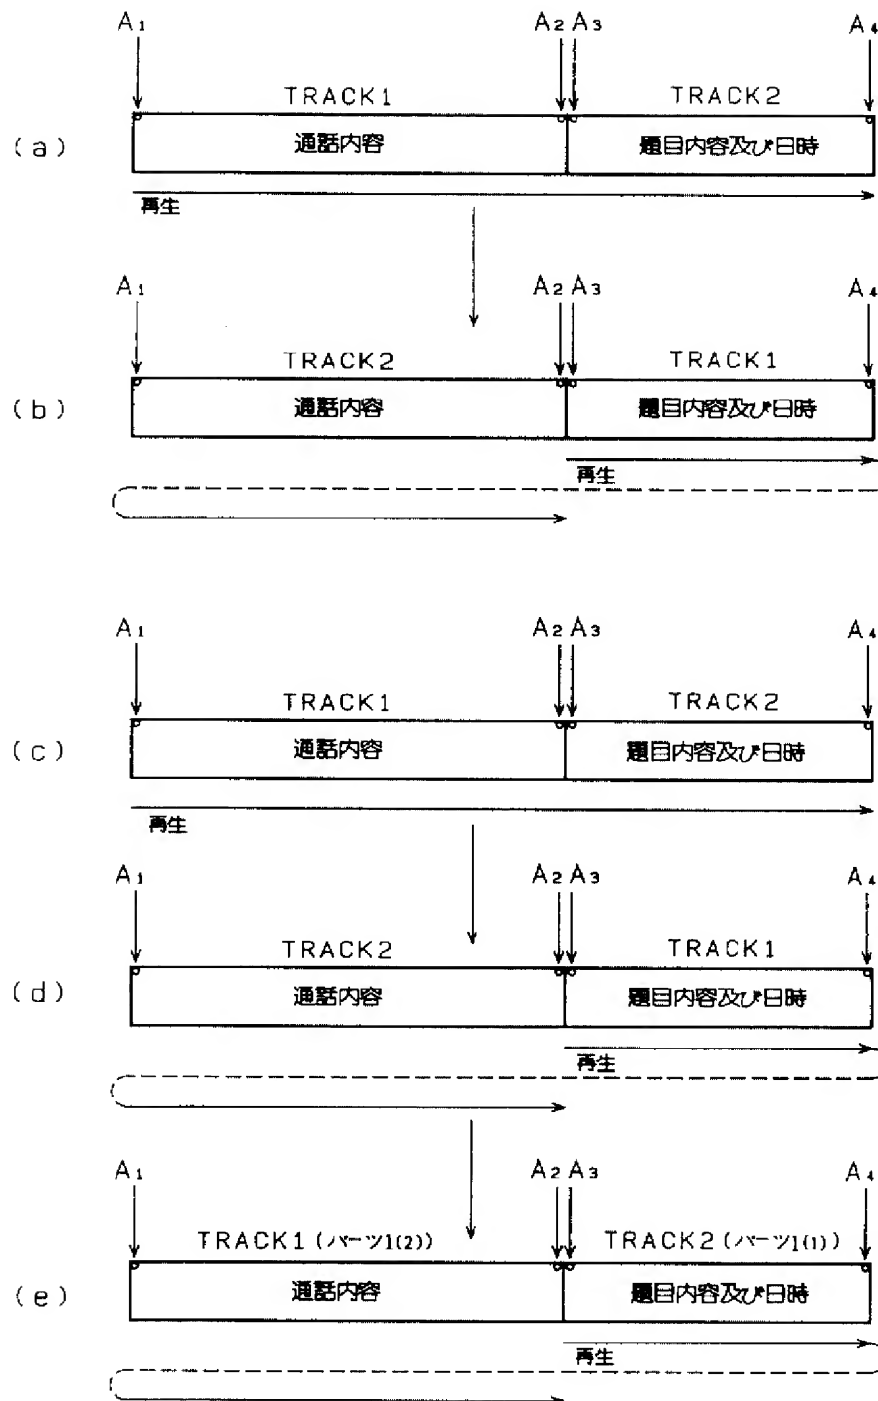 A1 A2 A3 A4
TRACK1 TRACK2
(a) 通話内容 題目内容及び日時
再生
A1 A2 A3 A4
TRACK2 TRACK1
(b) 通話内容 題目内容及び日時
再生
A1 A2 A3 A4
TRACK1 TRACK2
(c) 通話内容 題目内容及び日時
再生
A1 A2 A3 A4
TRACK2 TRACK1
(d) 通話内容 題目内容及び日時
再生
A1 A2 A3 A4
TRACK1(パーツ1(2)) TRACK2(パーツ1(1))
(e) 通話内容 題目内容及び日時
再生